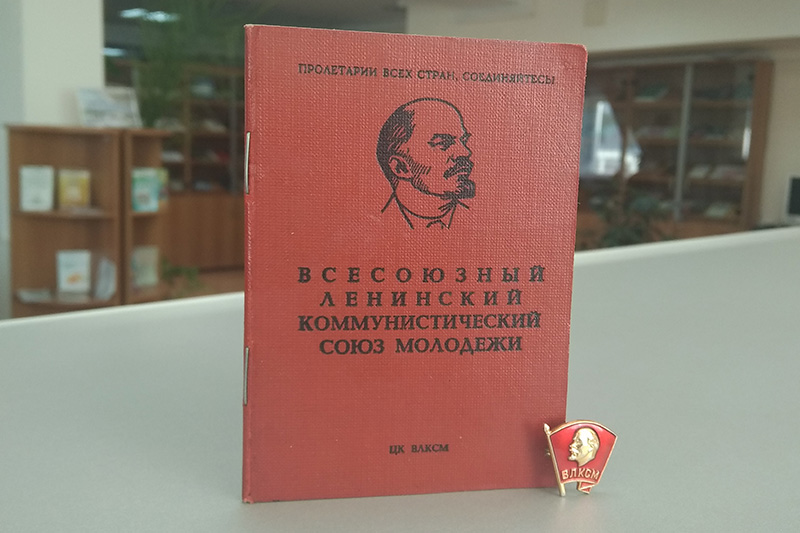 ПРОЛЕТАРИИ ВСЕХ СТРАН, СОЕДИНЯЙТЕСЬ!
ВСЕСОЮЗНЫЙ
ЛЕНИНСКИЙ
КОММУНИСТИЧЕСКИЙ
СОЮЗ МОЛОДЕЖИ
ЦК ВЛКСМ
ВЛКСМ